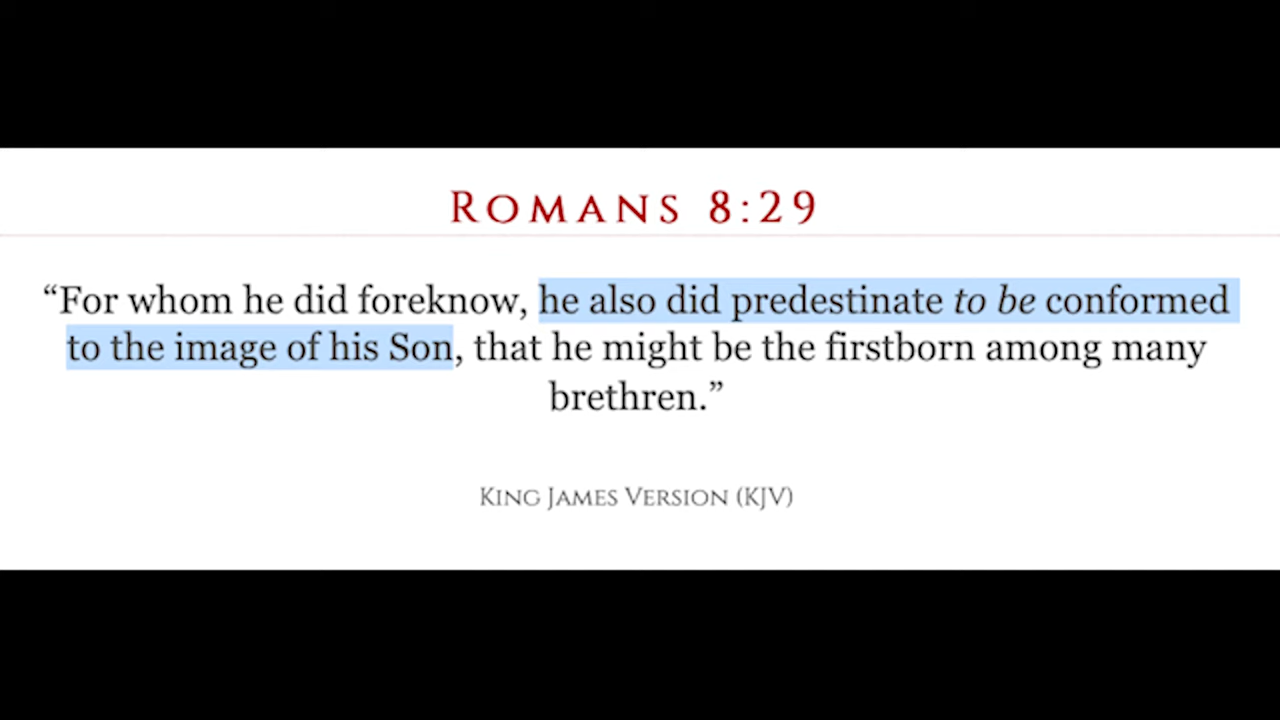 Romans 8:29
“For whom he did foreknow, he also did predestinate to be conformed
to the image of his Son, that he might be the firstborn among many
brethren.”
King James Version (KJV)